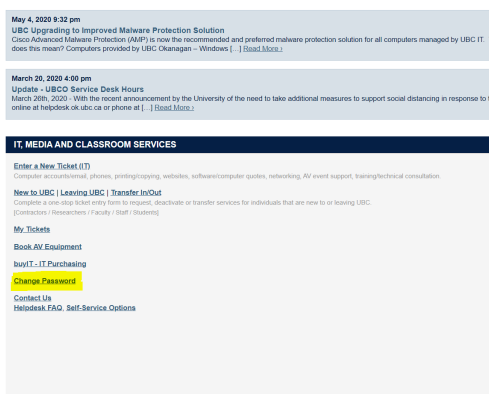 May 4, 2020 9:32 pm
UBC Upgrading to Improved Malware Protection Solution
Cisco Advanced Malware Protection (AMP) is now the recommended and preferred malware protection solution for all computers managed by UBC IT.
does this mean? Computers provided by UBC Okanagan – Windows […] Read More ›
March 20, 2020 4:00 pm
Update - UBCO Service Desk Hours
March 26th, 2020 - With the recent announcement by the University of the need to take additional measures to support social distancing in response to t
online at helpdesk.ok.ubc.ca or phone at […] Read More ›
IT, MEDIA AND CLASSROOM SERVICES
Enter a New Ticket (IT)
Computer accounts/email, phones, printing/copying, websites, software/computer quotes, networking, AV event support, training/technical consultation.
New to UBC | Leaving UBC | Transfer In/Out
Complete a one-stop ticket entry form to request, deactivate or transfer services for individuals that are new to or leaving UBC.
[Contractors / Researchers / Faculty / Staff / Students]
My Tickets
Book AV Equipment
buyIT - IT Purchasing
Change Password
Contact Us
Helpdesk FAQ, Self-Service Options